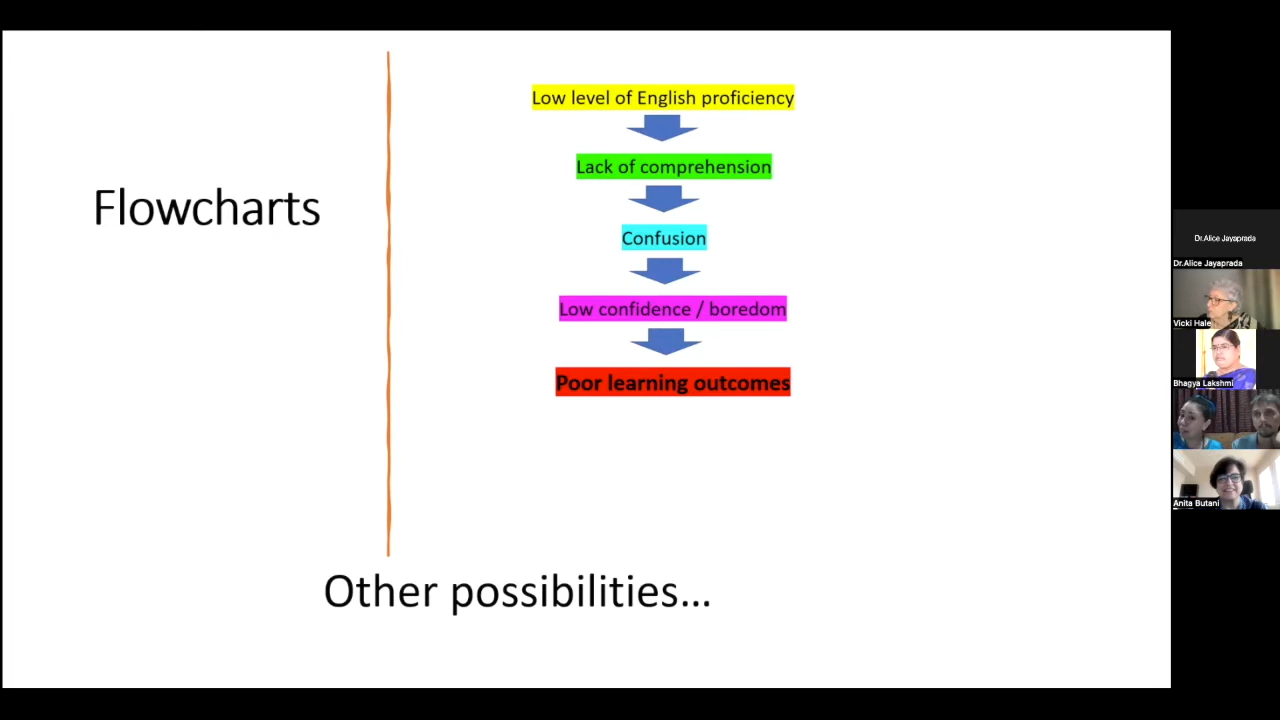 Flowcharts
Low level of English proficiency
Lack of comprehension
Confusion
Low confidence / boredom
Poor learning outcomes
Other possibilities...
Dr.Alice Jayaprada
Dr.Alice Jayaprada
Vicki Hale
Bhagya Lakshmi
Anita Butani